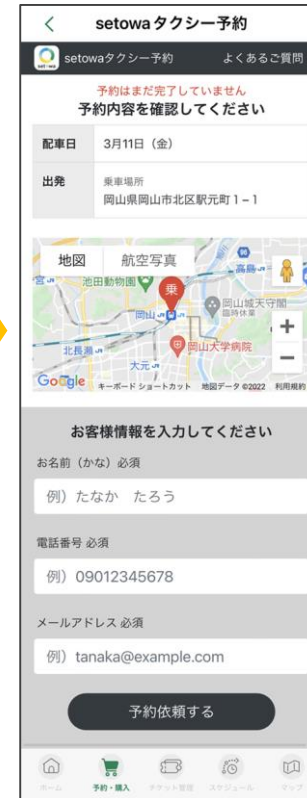 setowaタクシー予約
setowa
setowaタクシー予約 よくあるご質問
予約はまだ完了していません
予約内容を確認してください
配車日 3月11日（金）
出発 乗車場所
岡山県岡山市北区駅元町1−1
地図 航空写真
高島
池田動物園
乗
岡山
岡山城天守閣
臨時休業
北長瀬
岡山大学病院
大元
Google キーボード ショートカット 地図データ ©2022 利用規約
お客様情報を入力してください
お名前（かな）必須
例）たなか　たろう
電話番号 必須
例）09012345678
メールアドレス 必須
例）tanaka@example.com
予約依頼する
ホーム 予約・購入 チケット管理 スケジュール マップ